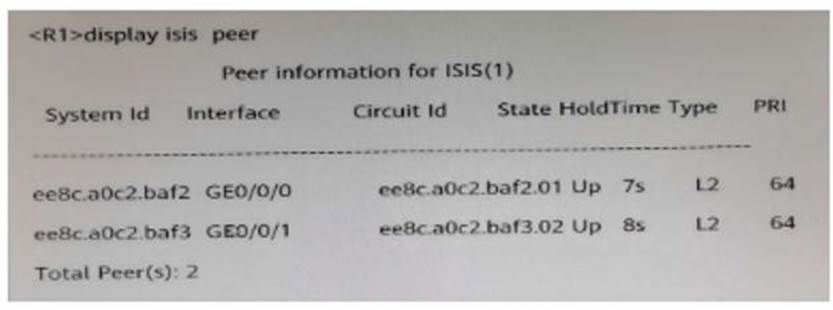 <R1>display isis peer
Peer information for ISIS(1)
System Id Interface Circuit Id State HoldTime Type PRI
--------------------------------------------------------------------------------
ee8c.a0c2.baf2 GE0/0/0 ee8c.a0c2.baf2.01 Up 7s L2 64
ee8c.a0c2.baf3 GE0/0/1 ee8c.a0c2.baf3.02 Up 8s L2 64
Total Peer(s): 2